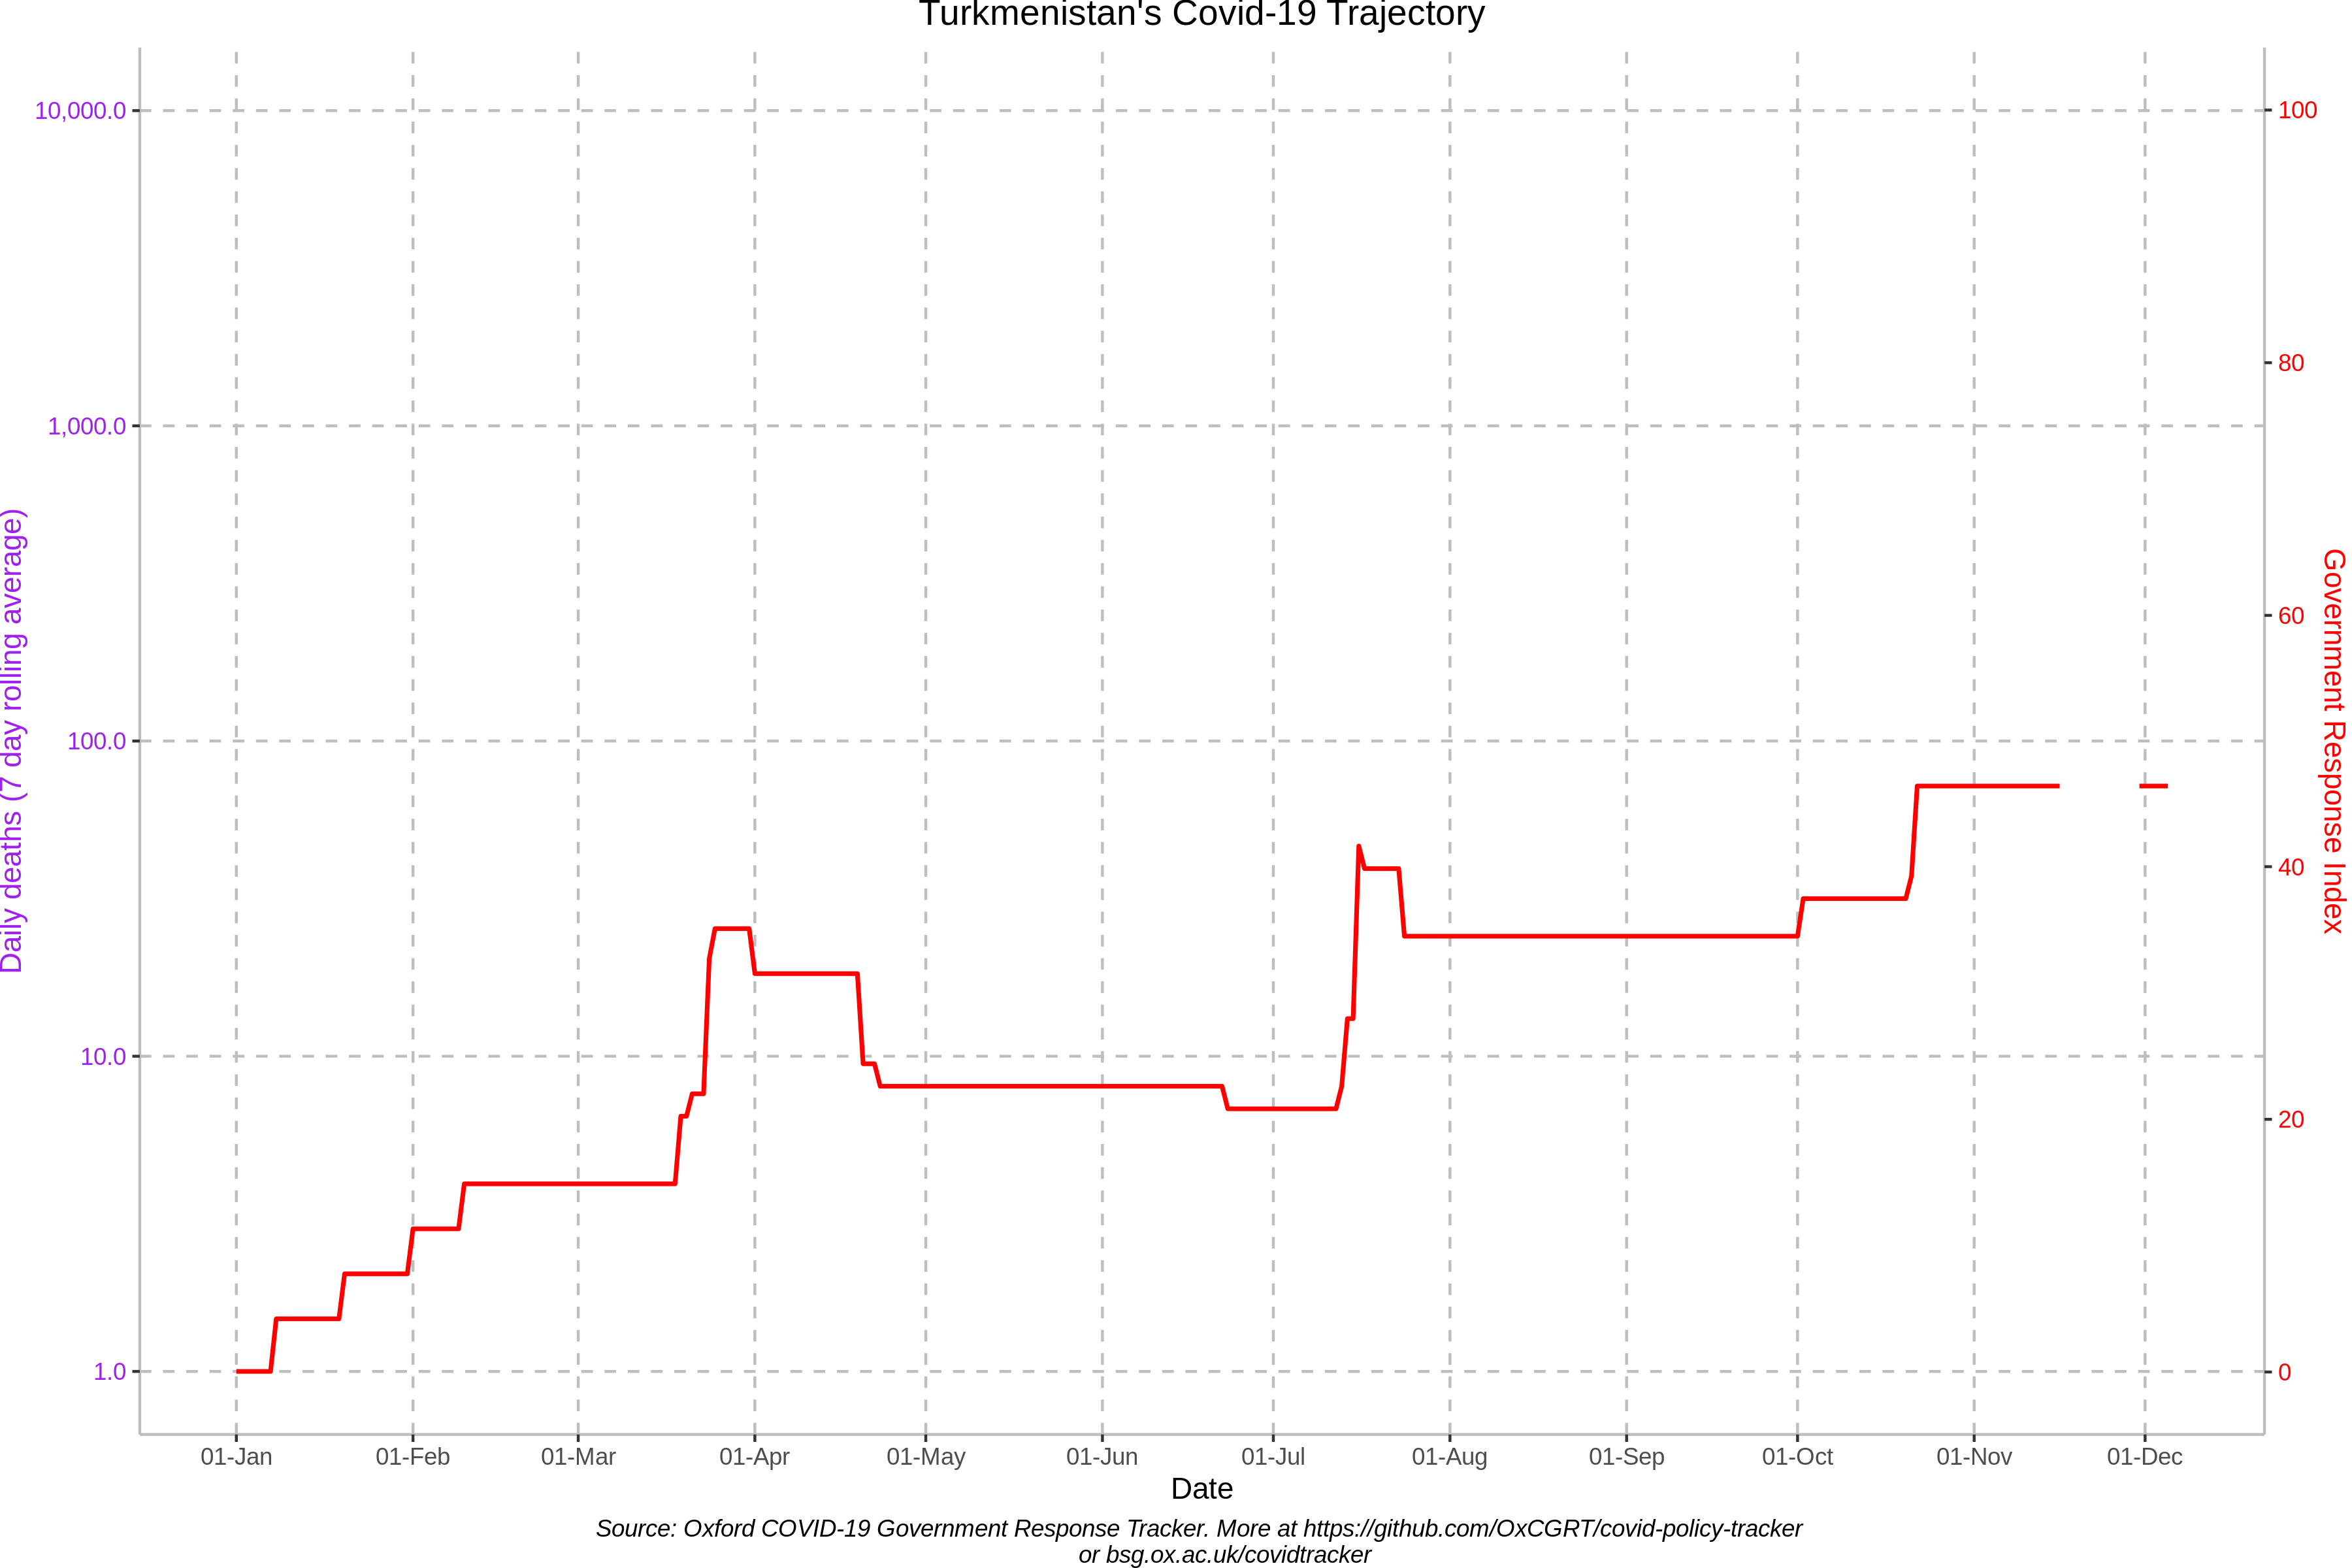 Turkmenistan's Covid-19 Trajectory
10,000.0
1,000.0
100.0
10.0
1.0
Daily deaths (7 day rolling average)
100
80
60
40
20
0
Government Response Index
01-Jan 01-Feb 01-Mar 01-Apr 01-May 01-Jun 01-Jul 01-Aug 01-Sep 01-Oct 01-Nov 01-Dec
Date
Source: Oxford COVID-19 Government Response Tracker. More at https://github.com/OxCGRT/covid-policy-tracker
or bsg.ox.ac.uk/covidtracker